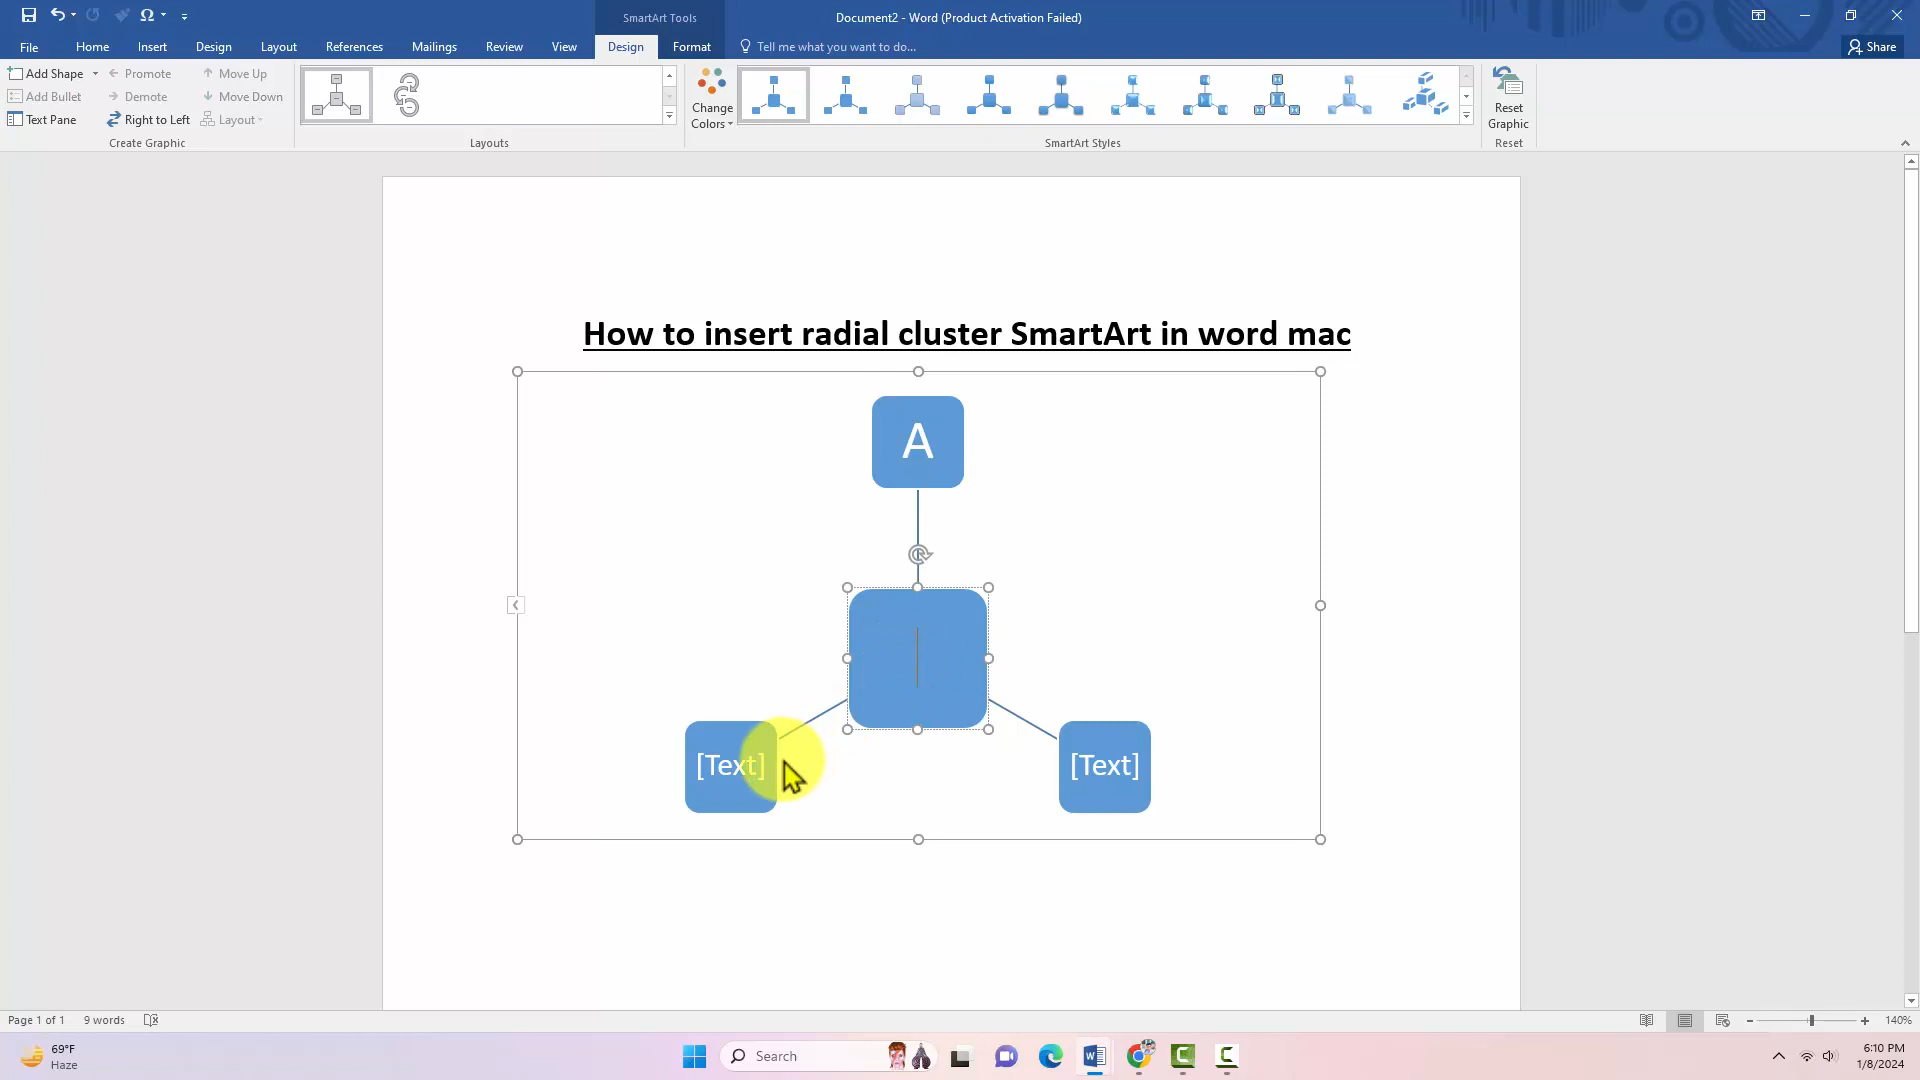 SmartArt Tools
Document2 - Word (Product Activation Failed)
File Home Insert Design Layout References Mailings Review View Design Format Tell me what you want to do... Share
Add Shape Promote Move Up
Add Bullet Demote Move Down
Text Pane Right to Left Layout
Create Graphic
Layouts
Change Colors
SmartArt Styles
Reset Graphic
Reset
How to insert radial cluster SmartArt in word mac
A
[Text]
[Text]
Page 1 of 1 9 words
140%
69°F
Haze
Search
6:10 PM
1/8/2024